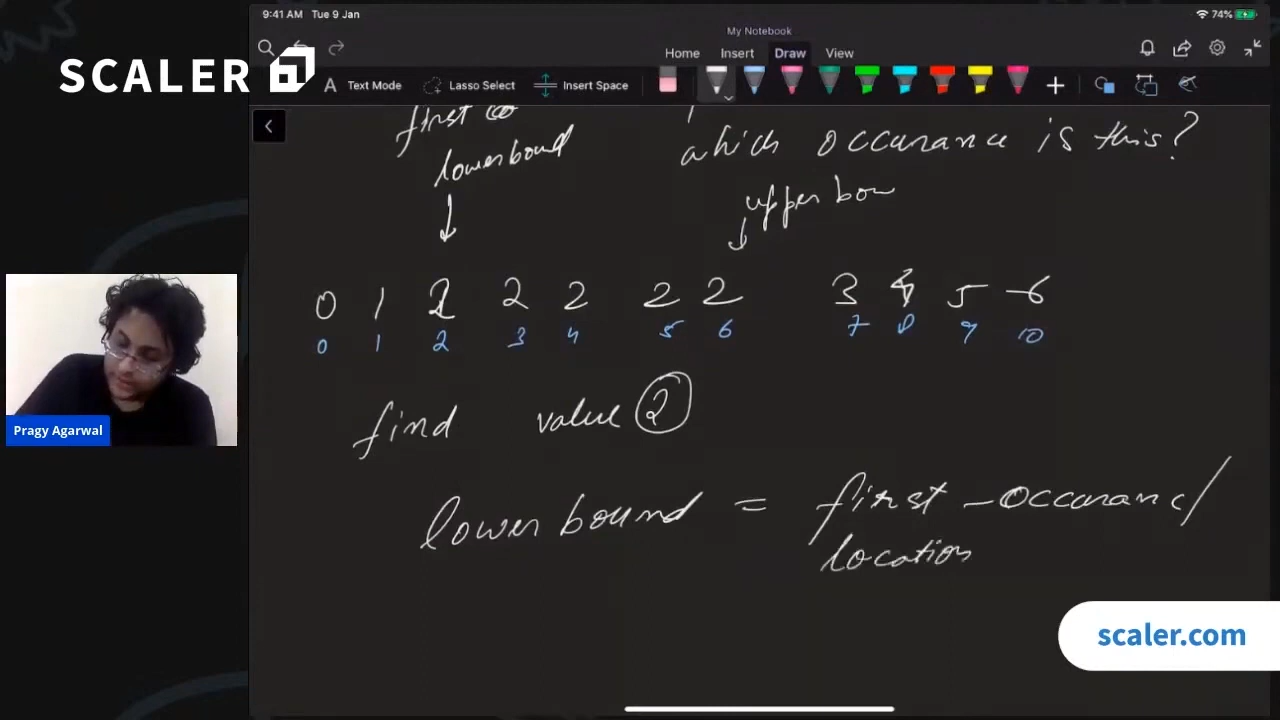 9:41 AM Tue 9 Jan
74%
My Notebook
Home Insert Draw View
SCALER
Text Mode Lasso Select Insert Space
first
lowerbound
which occurance is this?
upper bou
0 1 2 2 2 2 2 3 4 5 6
0 1 2 3 4 5 6 7 8 9 10
find value 2
Pragy Agarwal
lower bound = first-occurance/
location
scaler.com